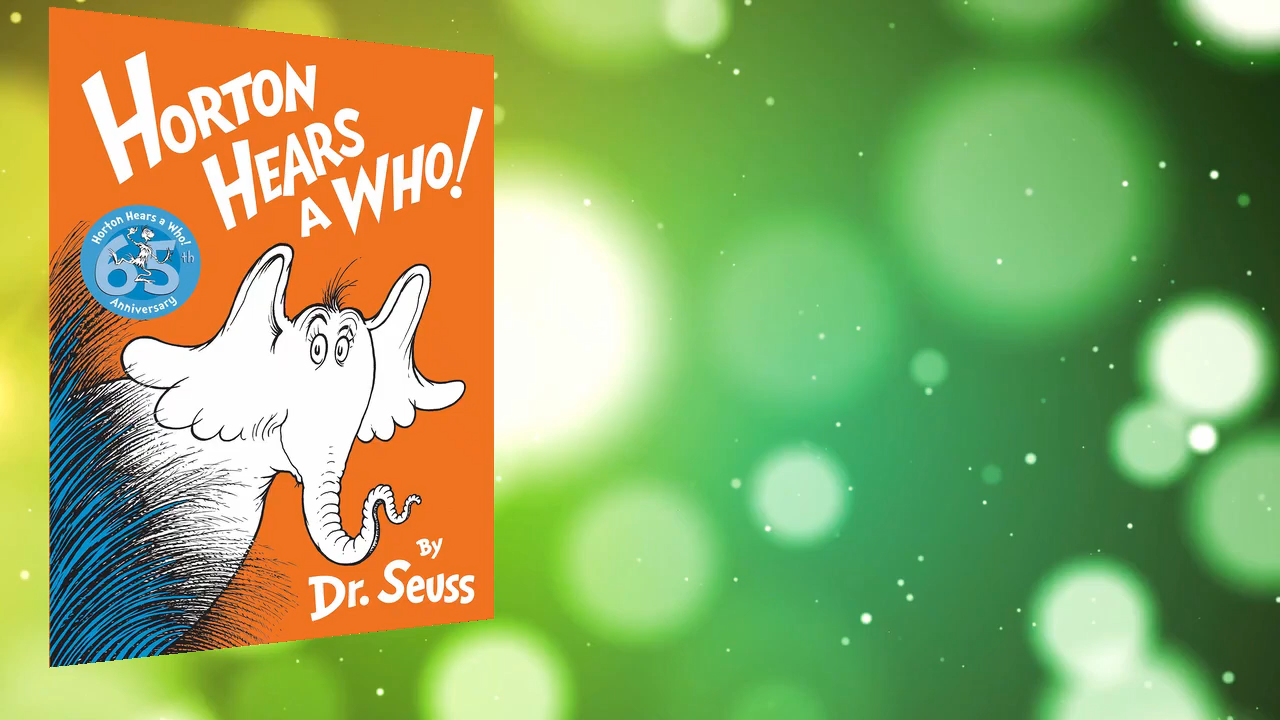 HORTON
HEARS
A WHO!
Horton Hears a Who!
65th
Anniversary
By
Dr. Seuss